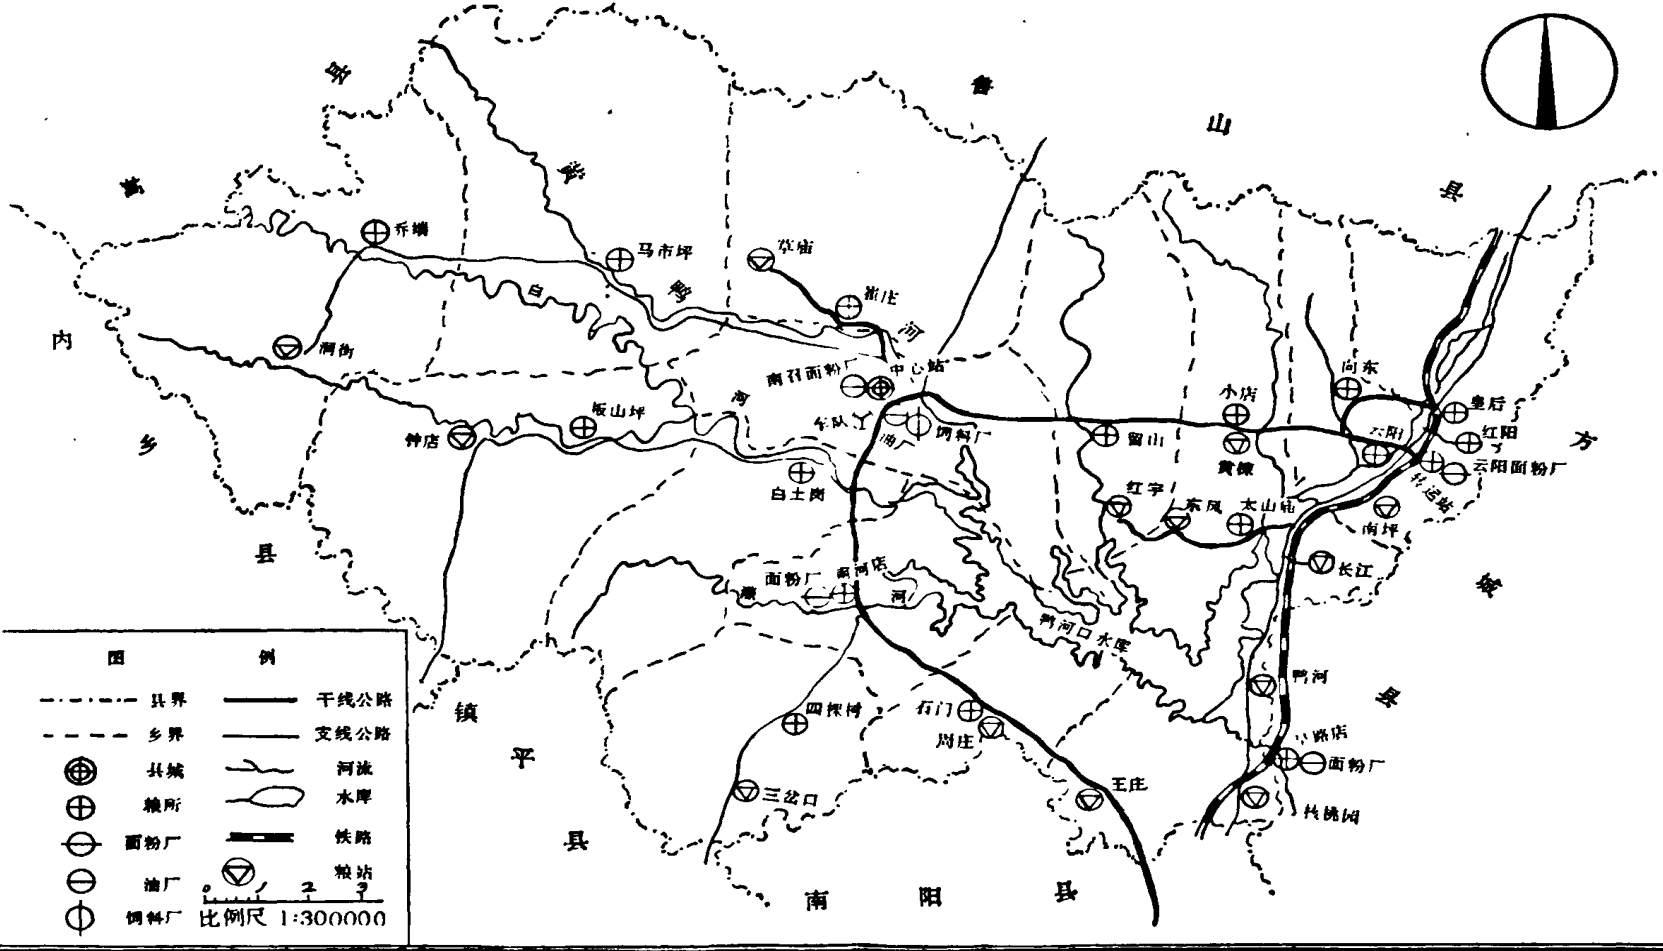 嵩
县
鲁
山
县
内
乡
县
镇
平
县
南
阳
县
方
城
县
乔端
马市坪
草庙
崔庄
白
河
鸭
河
河
南召面粉厂
中心站
车队
油厂
饲料厂
板山坪
钟店
白土岗
留山
小店
黄楝
向东
云阳
皇后
红阳
云阳面粉厂
转运站
南坪
红宇
东风
太山庙
长江
面粉厂
南河店
河
鸭河口水库
鸭河
四棵树
石门
周庄
三岔口
王庄
面粉厂
图 例
县界
干线公路
乡界
支线公路
县城
河流
粮所
水库
面粉厂
铁路
油厂
粮站
饲料厂
0 1 2 3
比例尺 1:300000